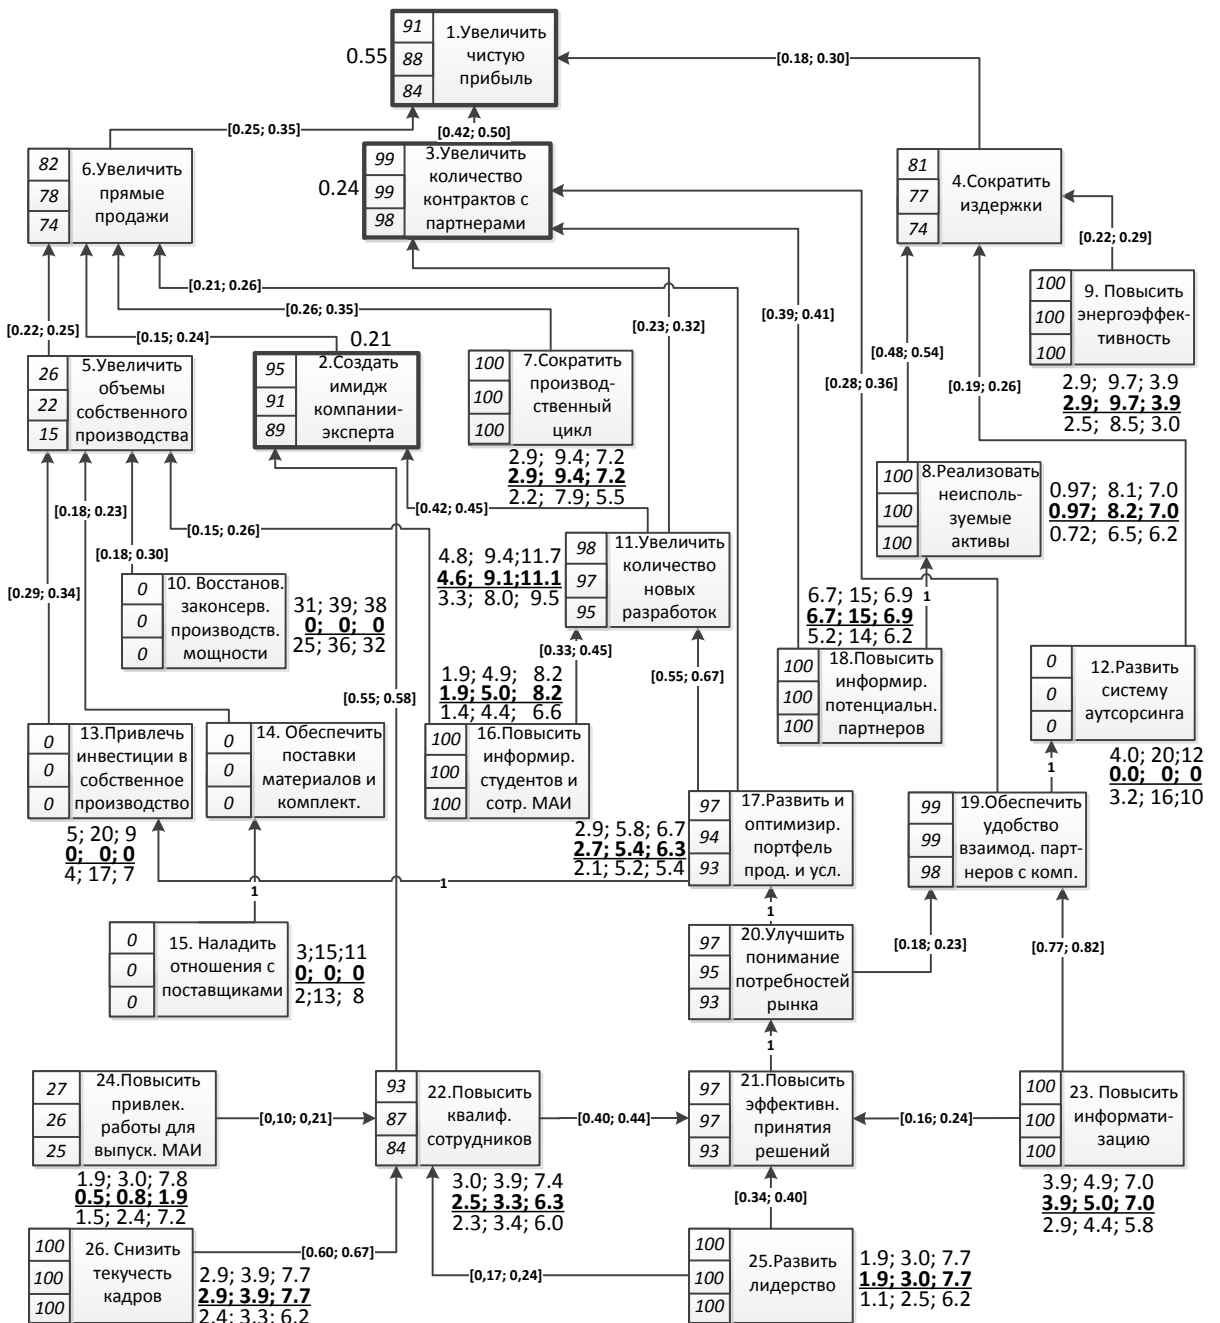 91
88
84
1.Увеличить
чистую
прибыль
0.55
[0.18; 0.30]
[0.25; 0.35]
[0.42; 0.50]
82
78
74
6.Увеличить
прямые
продажи
99
99
98
3.Увеличить
количество
контрактов с
партнерами
0.24
81
77
74
4.Сократить
издержки
[0.22; 0.29]
[0.21; 0.26]
[0.26; 0.35]
[0.22; 0.25]
[0.15; 0.24]
[0.23; 0.32]
[0.39; 0.41]
[0.48; 0.54]
[0.28; 0.36]
[0.19; 0.26]
100
100
100
9. Повысить
энергоэффек-
тивность
2.9; 9.7; 3.9
2.9; 9.7; 3.9
2.5; 8.5; 3.0
0.21
26
22
15
5.Увеличить
объемы
собственного
производства
95
91
89
2.Создать
имидж
компании-
эксперта
100
100
100
7.Сократить
производ-
ственный
цикл
2.9; 9.4; 7.2
2.9; 9.4; 7.2
2.2; 7.9; 5.5
100
100
100
8.Реализовать
неисполь-
зуемые
активы
0.97; 8.1; 7.0
0.97; 8.2; 7.0
0.72; 6.5; 6.2
[0.18; 0.23]
[0.15; 0.26]
[0.42; 0.45]
[0.18; 0.30]
[0.29; 0.34]
0
0
0
10. Восстанов.
законсерв.
производств.
мощности
31; 39; 38
0; 0; 0
25; 36; 32
4.8; 9.4;11.7
4.6; 9.1;11.1
3.3; 8.0; 9.5
98
97
95
11.Увеличить
количество
новых
разработок
6.7; 15; 6.9
6.7; 15; 6.9
5.2; 14; 6.2
1
[0.33; 0.45]
[0.55; 0.67]
[0.55; 0.58]
1.9; 4.9; 8.2
1.9; 5.0; 8.2
1.4; 4.4; 6.6
100
100
100
18.Повысить
информир.
потенциальн.
партнеров
0
0
0
12.Развить
систему
аутсорсинга
4.0; 20;12
0.0; 0; 0
3.2; 16;10
1
0
0
0
13.Привлечь
инвестиции в
собственное
производство
5; 20; 9
0; 0; 0
4; 17; 7
0
0
0
14. Обеспечить
поставки
материалов и
комплект.
100
100
100
16.Повысить
информир.
студентов и
сотр. МАИ
2.9; 5.8; 6.7
2.7; 5.4; 6.3
2.1; 5.2; 5.4
97
94
93
17.Развить и
оптимизир.
портфель
прод. и усл.
99
99
98
19.Обеспечить
удобство
взаимод. парт-
неров с комп.
1
1
1
0
0
0
15. Наладить
отношения с
поставщиками
3;15;11
0; 0; 0
2;13; 8
97
95
93
20.Улучшить
понимание
потребностей
рынка
[0.18; 0.23]
[0.77; 0.82]
1
27
26
25
24.Повысить
привлек.
работы для
выпуск. МАИ
1.9; 3.0; 7.8
0.5; 0.8; 1.9
1.5; 2.4; 7.2
[0,10; 0,21]
93
87
84
22.Повысить
квалиф.
сотрудников
3.0; 3.9; 7.4
2.5; 3.3; 6.3
2.3; 3.4; 6.0
[0.40; 0.44]
97
97
93
21.Повысить
эффективн.
принятия
решений
[0.16; 0.24]
100
100
100
23. Повысить
информати-
зацию
3.9; 4.9; 7.0
3.9; 5.0; 7.0
2.9; 4.4; 5.8
[0.34; 0.40]
100
100
100
26. Снизить
текучесть
кадров
2.9; 3.9; 7.7
2.9; 3.9; 7.7
2.4; 3.3; 6.2
[0.60; 0.67]
[0,17; 0,24]
100
100
100
25.Развить
лидерство
1.9; 3.0; 7.7
1.9; 3.0; 7.7
1.1; 2.5; 6.2